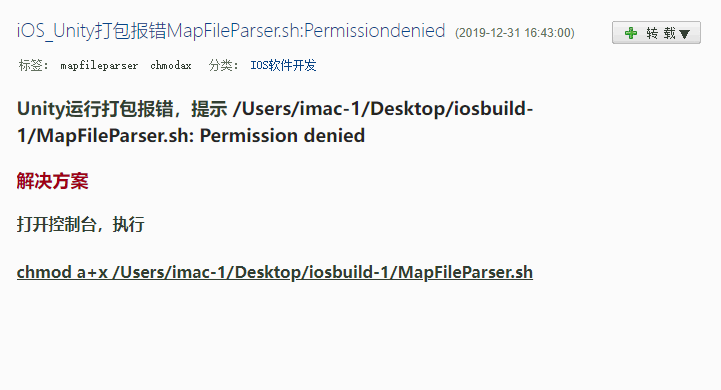 iOS_Unity打包报错MapFileParser.sh:Permissiondenied (2019-12-31 16:43:00)
转 载▼
标签： mapfileparser chmodax 分类： IOS软件开发
Unity运行打包报错，提示 /Users/imac-1/Desktop/iosbuild-
1/MapFileParser.sh: Permission denied
解决方案
打开控制台，执行
chmod a+x /Users/imac-1/Desktop/iosbuild-1/MapFileParser.sh